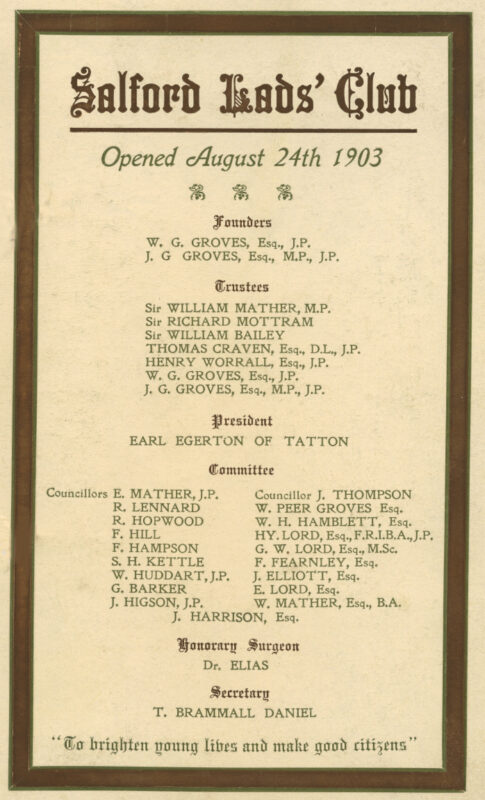 Salford Lads' Club
Opened August 24th 1903
Founders
W. G. GROVES, Esq., J.P.
J. G GROVES, Esq., M.P., J.P.
Trustees
Sir WILLIAM MATHER, M.P.
Sir RICHARD MOTTRAM
Sir WILLIAM BAILEY
THOMAS CRAVEN, Esq., D.L., J.P.
HENRY WORRALL, Esq., J.P.
W. G. GROVES, Esq., J.P.
J. G. GROVES, Esq., M.P., J.P.
President
EARL EGERTON OF TATTON
Committee
Councillors E. MATHER, J.P.
R. LENNARD
R. HOPWOOD
F. HILL
F. HAMPSON
S. H. KETTLE
W. HUDDART, J.P.
G. BARKER
J. HIGSON, J.P.
Councillor J. THOMPSON
W. PEER GROVES Esq.
W. H. HAMBLETT, Esq.
HY. LORD, Esq., F.R.I.B.A., J.P.
G. W. LORD, Esq., M.Sc.
F. FEARNLEY, Esq.
J. ELLIOTT, Esq.
E. LORD, Esq.
W. MATHER, Esq., B.A.
J. HARRISON, Esq.
Honorary Surgeon
Dr. ELIAS
Secretary
T. BRAMMALL DANIEL
"To brighten young lives and make good citizens"